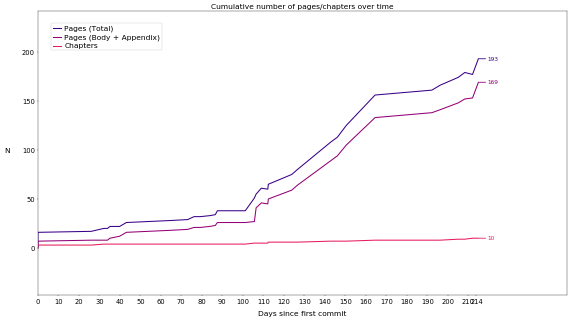 Cumulative number of pages/chapters over time
Pages (Total)
Pages (Body + Appendix)
Chapters
200
150
100
50
0
N
193
169
10
0 10 20 30 40 50 60 70 80 90 100 110 120 130 140 150 160 170 180 190 200 210 214
Days since first commit